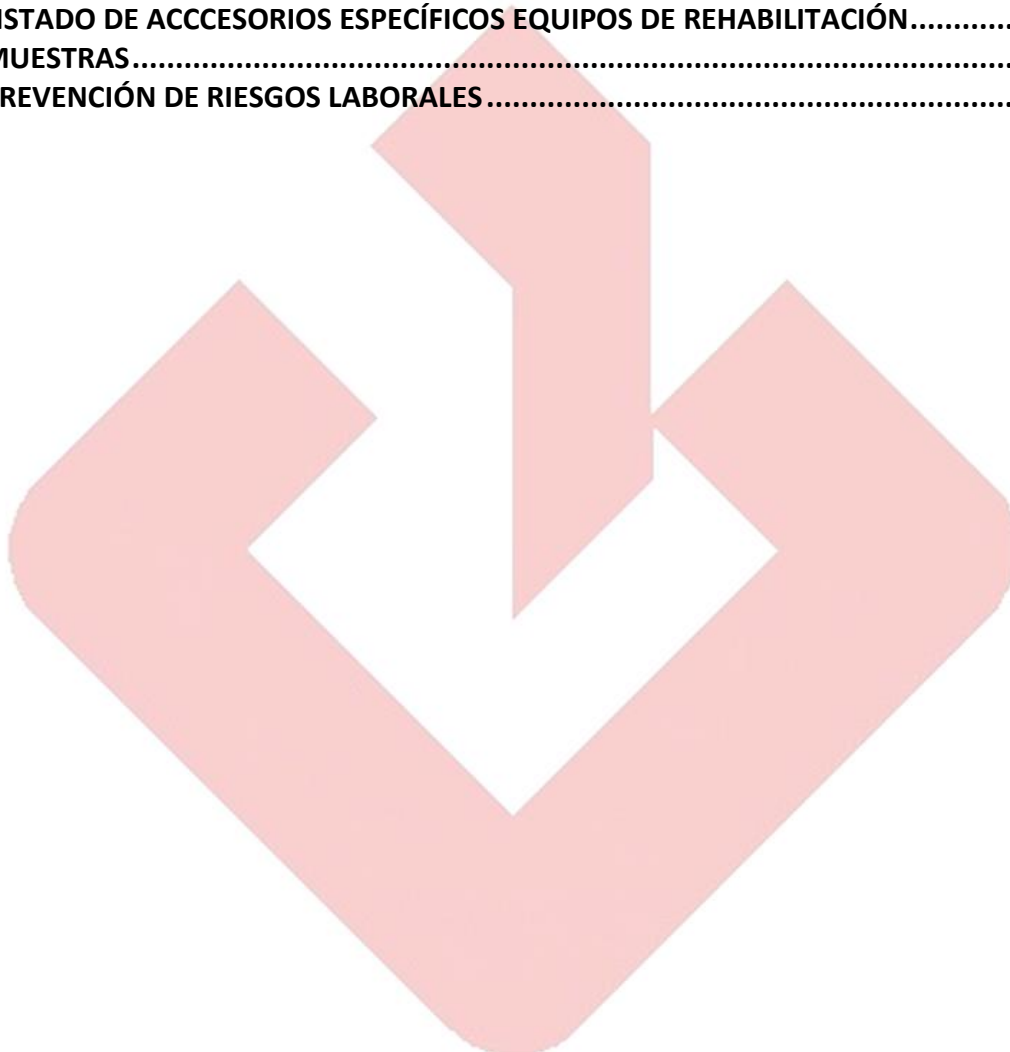 ISTADO DE ACCCESORIOS ESPECÍFICOS EQUIPOS DE REHABILITACIÓN............
MUESTRAS..........................................................................................
REVENCIÓN DE RIESGOS LABORALES......................................................